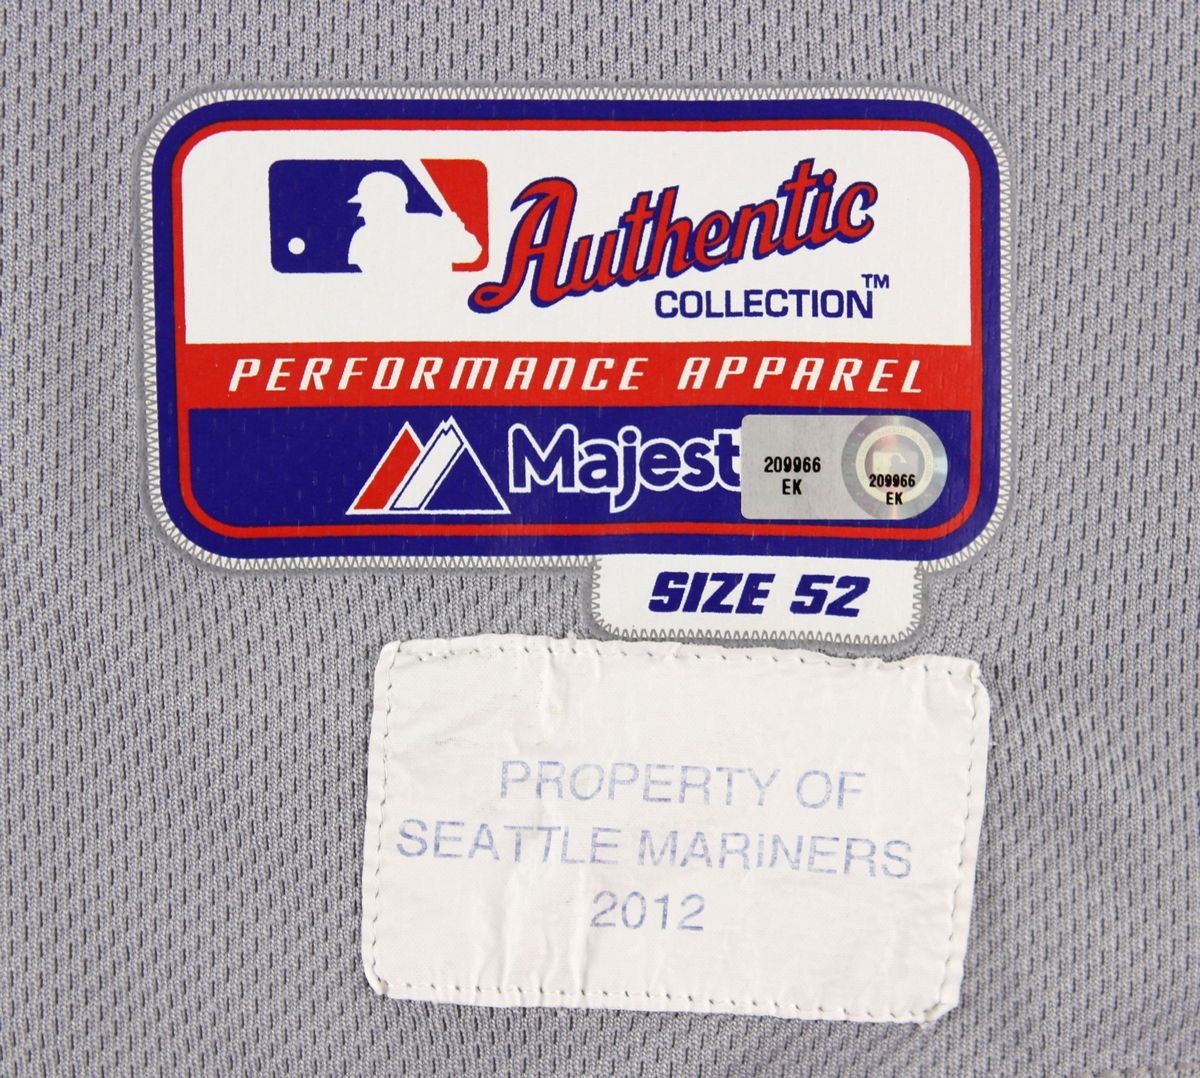 Authentic
COLLECTION™
PERFORMANCE APPAREL
Majest
209966
EK
209966
EK
SIZE 52
PROPERTY OF
SEATTLE MARINERS
2012